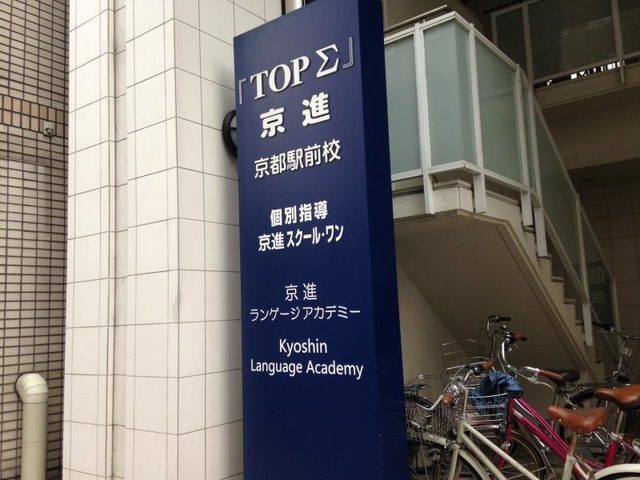 『TOP Σ』
京進
京都駅前校
個別指導
京進スクール・ワン
京進
ランゲージ アカデミー
Kyoshin
Language Academy